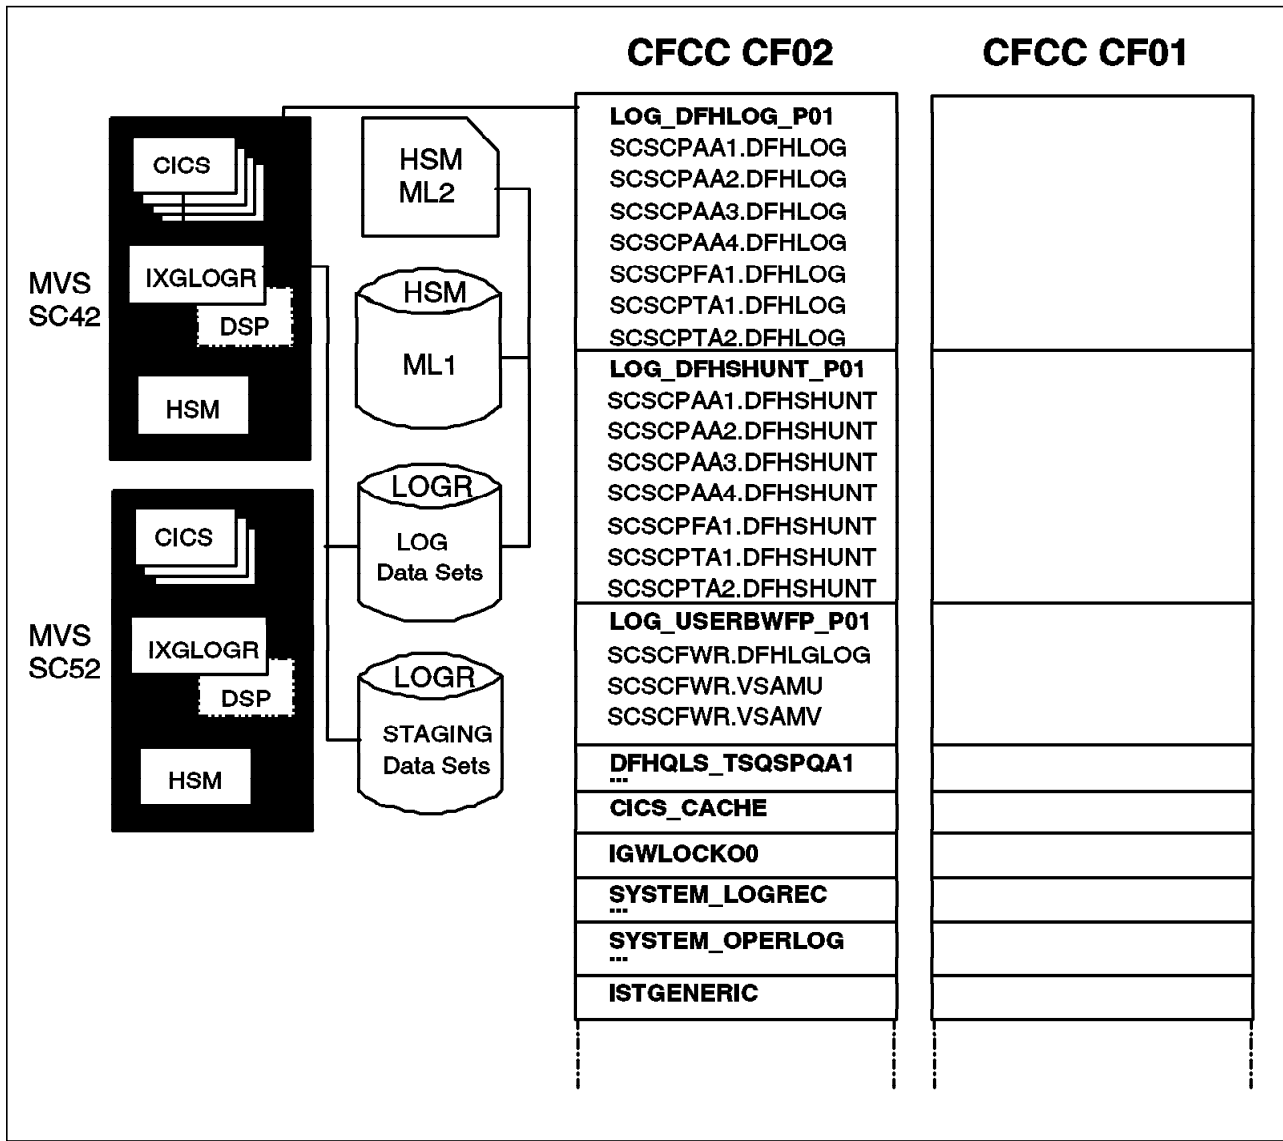 CFCC CF02
CFCC CF01
MVS
SC42
CICS
IXGLOGR
DSP
HSM
MVS
SC52
CICS
IXGLOGR
DSP
HSM
HSM
ML2
HSM
ML1
LOGR
LOG
Data Sets
LOGR
STAGING
Data Sets
LOG_DFHLOG_P01
SCSCPAA1.DFHLOG
SCSCPAA2.DFHLOG
SCSCPAA3.DFHLOG
SCSCPAA4.DFHLOG
SCSCPFA1.DFHLOG
SCSCPTA1.DFHLOG
SCSCPTA2.DFHLOG
LOG_DFHSHUNT_P01
SCSCPAA1.DFHSHUNT
SCSCPAA2.DFHSHUNT
SCSCPAA3.DFHSHUNT
SCSCPAA4.DFHSHUNT
SCSCPFA1.DFHSHUNT
SCSCPTA1.DFHSHUNT
SCSCPTA2.DFHSHUNT
LOG_USERBWFP_P01
SCSCFWR.DFHLGLOG
SCSCFWR.VSAMU
SCSCFWR.VSAMV
DFHQLS_TSQSPQA1
...
CICS_CACHE
IGWLOCKO0
SYSTEM_LOGREC
...
SYSTEM_OPERLOG
...
ISTGENERIC